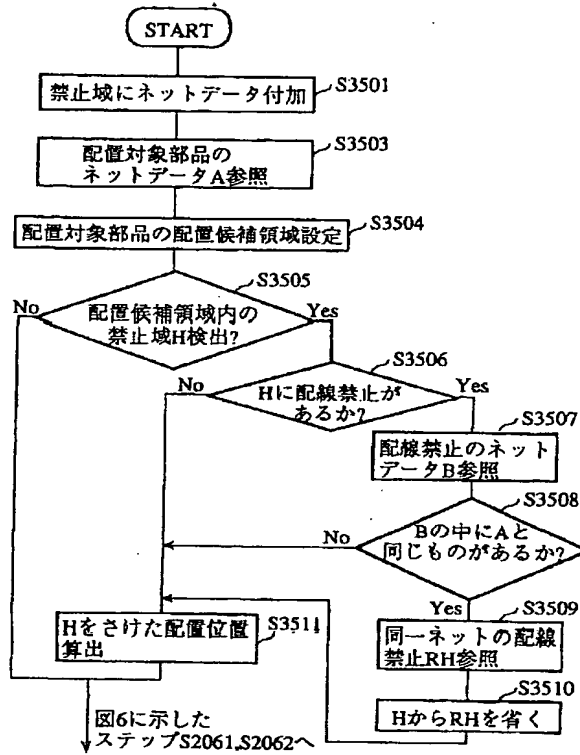 START
S3501
禁止域にネットデータ付加
S3503
配置対象部品の
ネットデータA参照
S3504
配置対象部品の配置候補領域設定
S3505
No
Yes
配置候補領域内の
禁止域H検出?
S3506
No
Yes
Hに配線禁止が
あるか?
S3507
配線禁止のネット
データB参照
S3508
No
Bの中にAと
同じものがあるか?
Yes
S3509
S3511
Hをさけた配置位置
算出
同一ネットの配線
禁止RH参照
S3510
HからRHを省く
図6に示した
ステップS2061,S2062へ